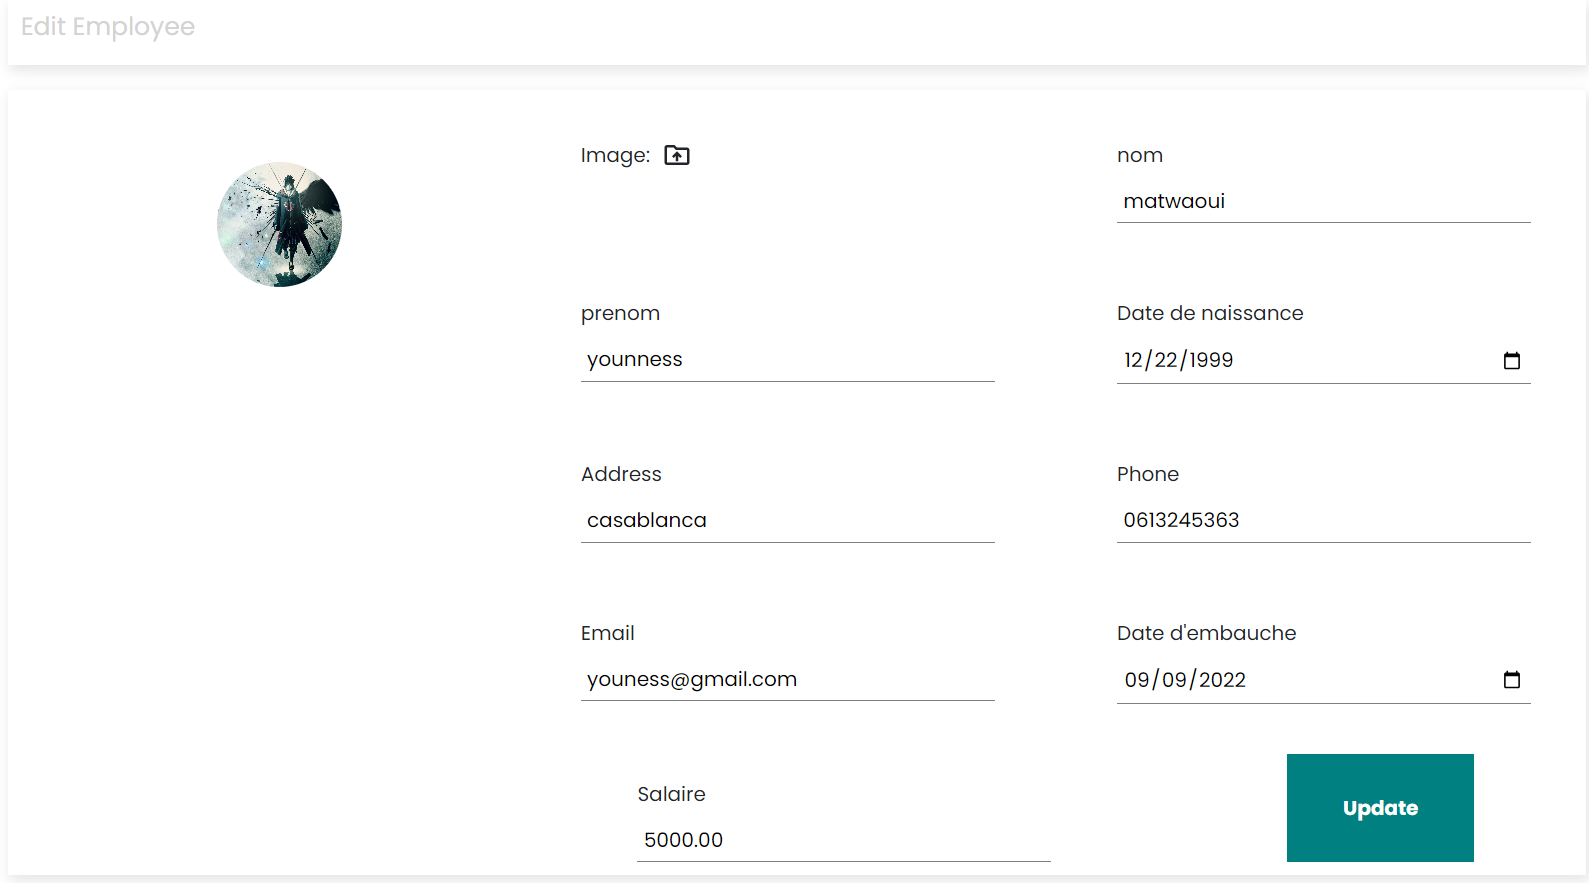 Edit Employee
Image:
nom
matwaoui
prenom
younness
Date de naissance
12/22/1999
Address
casablanca
Phone
0613245363
Email
youness@gmail.com
Date d'embauche
09/09/2022
Salaire
5000.00
Update